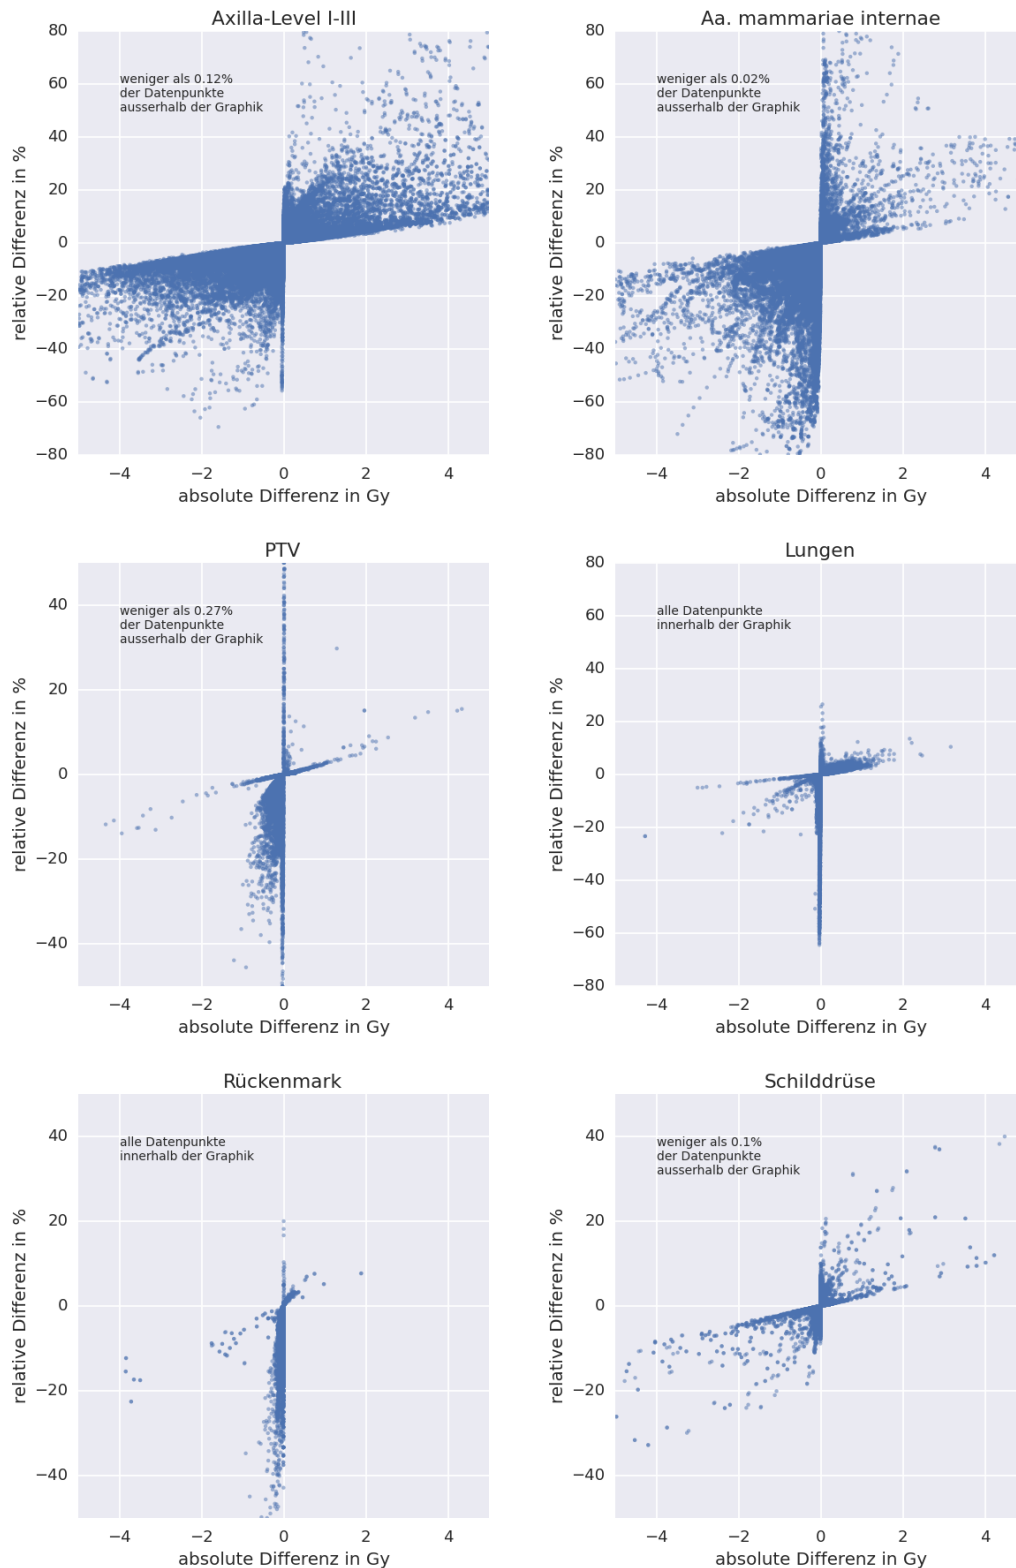 Axilla-Level I-III
80
60
40
20
0
−20
−40
−60
−80
relative Differenz in %
weniger als 0.12%
der Datenpunkte
ausserhalb der Graphik
−4 −2 0 2 4
absolute Differenz in Gy
Aa. mammariae internae
80
60
40
20
0
−20
−40
−60
−80
relative Differenz in %
weniger als 0.02%
der Datenpunkte
ausserhalb der Graphik
−4 −2 0 2 4
absolute Differenz in Gy
PTV
40
20
0
−20
−40
relative Differenz in %
weniger als 0.27%
der Datenpunkte
ausserhalb der Graphik
−4 −2 0 2 4
absolute Differenz in Gy
Lungen
80
60
40
20
0
−20
−40
−60
−80
relative Differenz in %
alle Datenpunkte
innerhalb der Graphik
−4 −2 0 2 4
absolute Differenz in Gy
Rückenmark
40
20
0
−20
−40
relative Differenz in %
alle Datenpunkte
innerhalb der Graphik
−4 −2 0 2 4
absolute Differenz in Gy
Schilddrüse
40
20
0
−20
−40
relative Differenz in %
weniger als 0.1%
der Datenpunkte
ausserhalb der Graphik
−4 −2 0 2 4
absolute Differenz in Gy